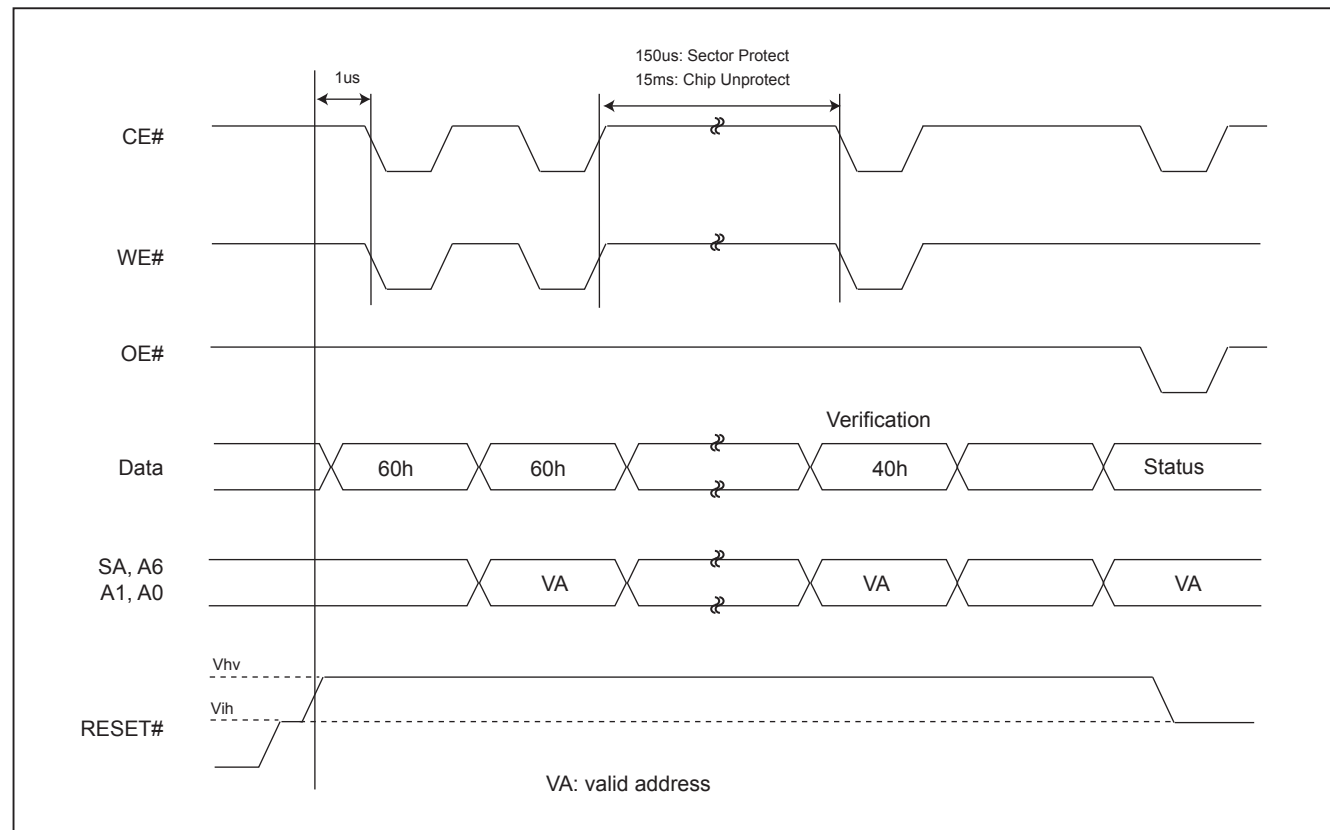 150us: Sector Protect
1us
15ms: Chip Unprotect
CE#
WE#
OE#
Verification
Data
60h
60h
40h
Status
SA, A6
A1, A0
VA
VA
VA
Vhv
Vih
RESET#
VA: valid address